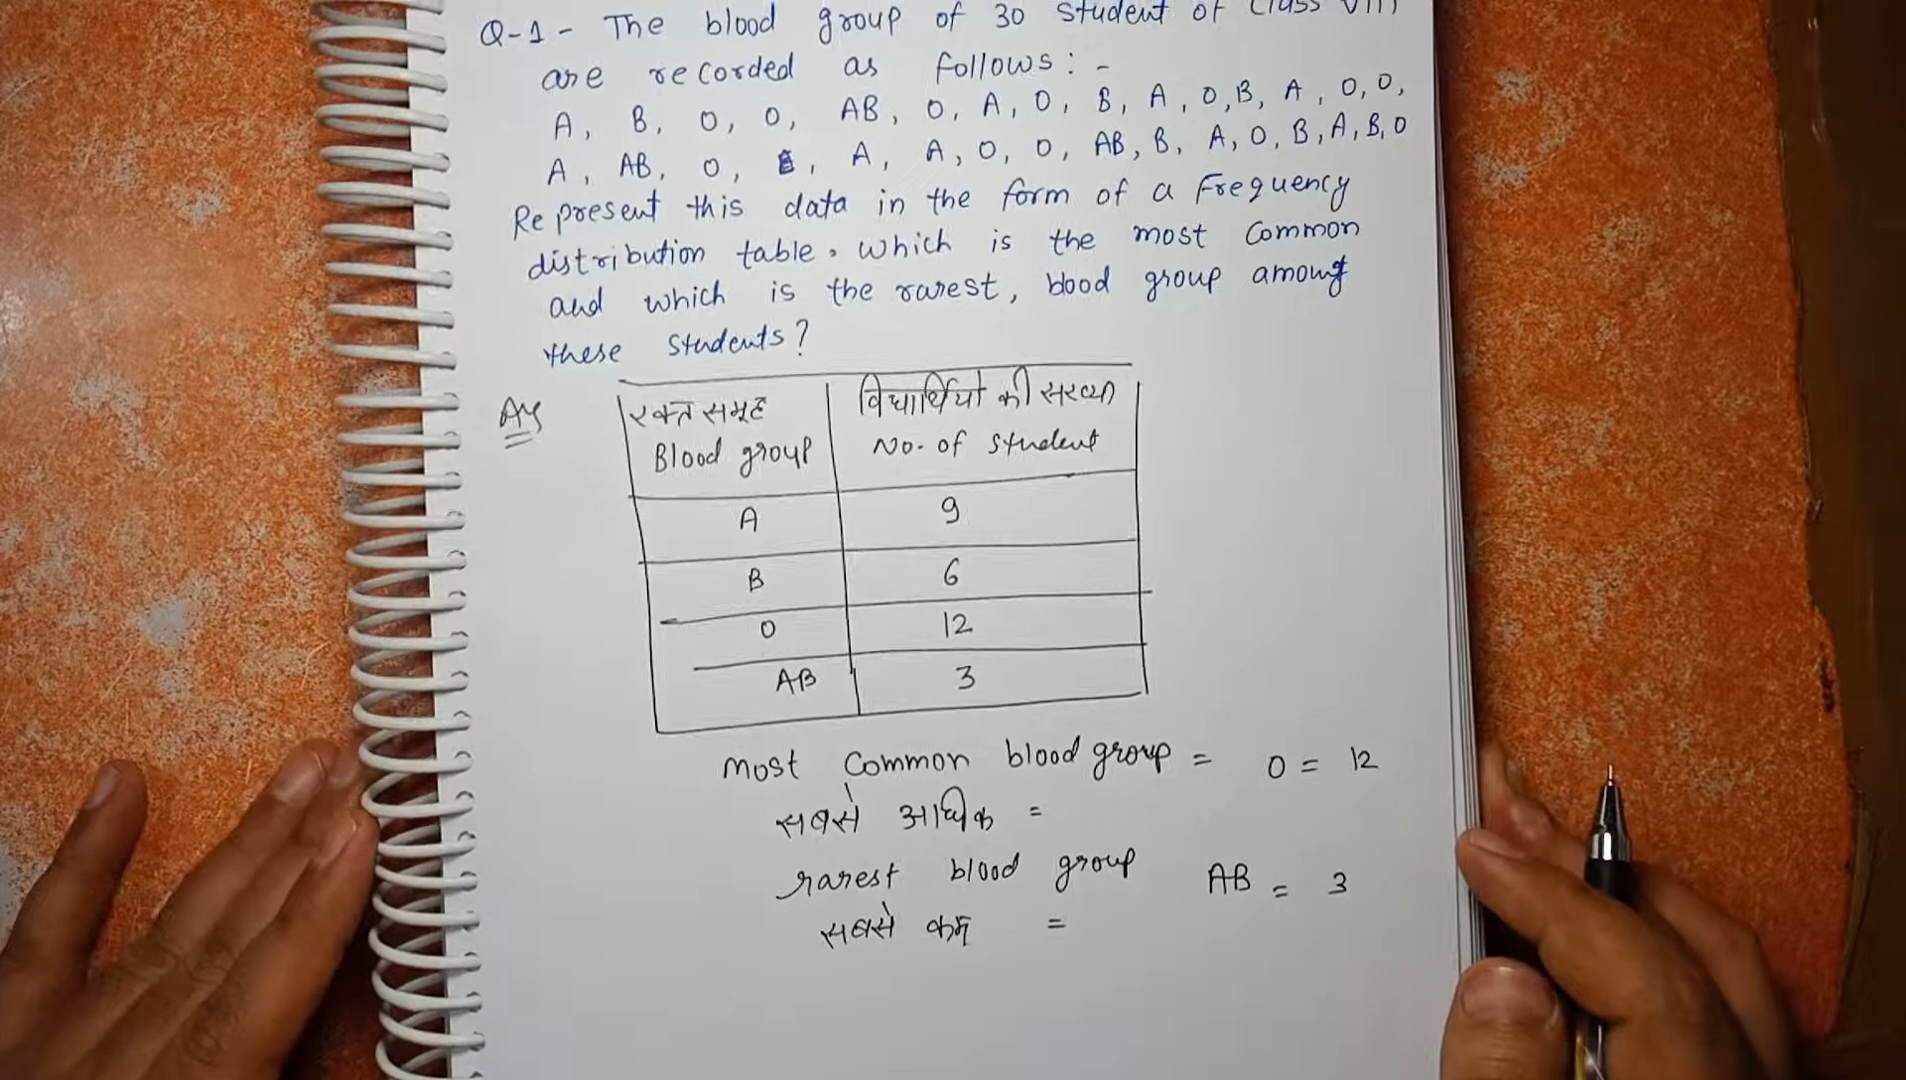 Q-1- The blood group of 30 student of Class VIII
are recorded as follows:-
A, B, O, O, AB, O, A, O, B, A, O, B, A, O, O,
A, AB, O, , A, A, O, O, AB, B, A, O, B, A, B, O
Represent this data in the form of a Frequency
distribution table. which is the most common
and which is the rarest, blood group among
these students?
रक्त समूह
विद्यार्थियों की संख्या
Blood group
No. of student
A 9
B 6
O 12
AB 3
most Common blood group = O = 12
सबसे अधीक =
rarest blood group AB = 3
सबसे कम =